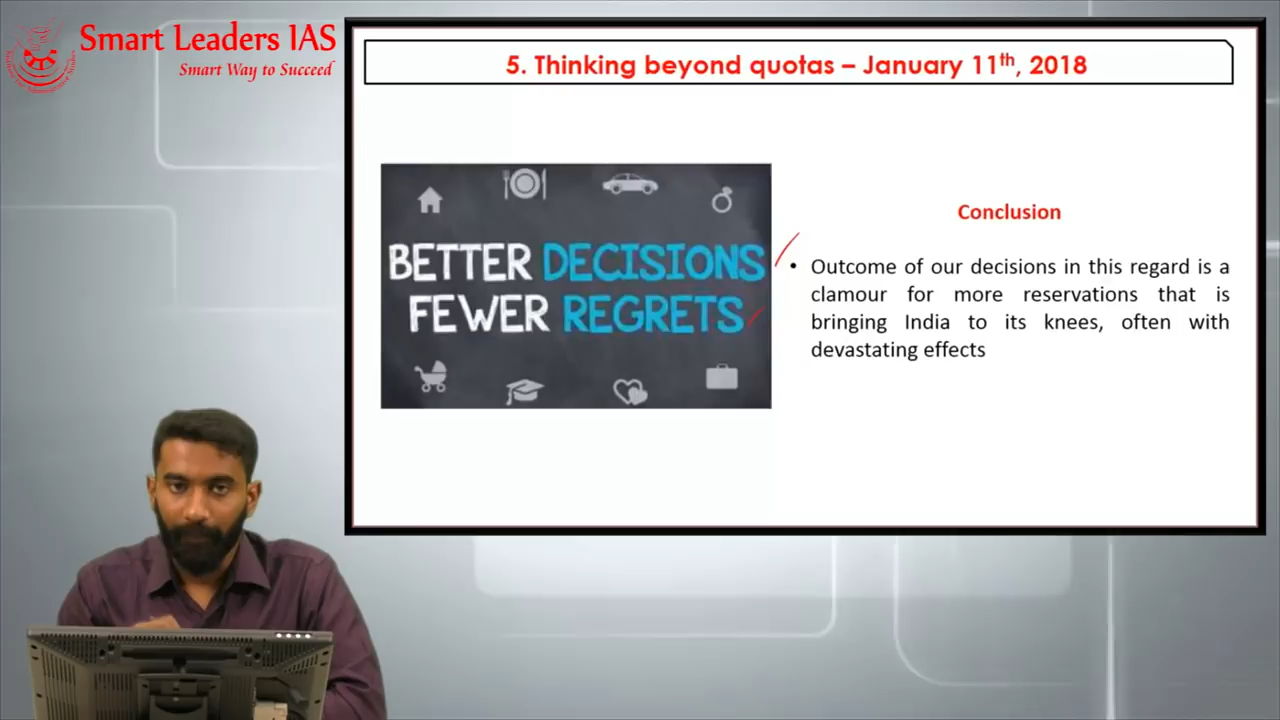 Smart Leaders IAS
Smart Way to Succeed
5. Thinking beyond quotas – January 11th, 2018
BETTER DECISIONS
FEWER REGRETS
Conclusion
• Outcome of our decisions in this regard is a
clamour for more reservations that is
bringing India to its knees, often with
devastating effects